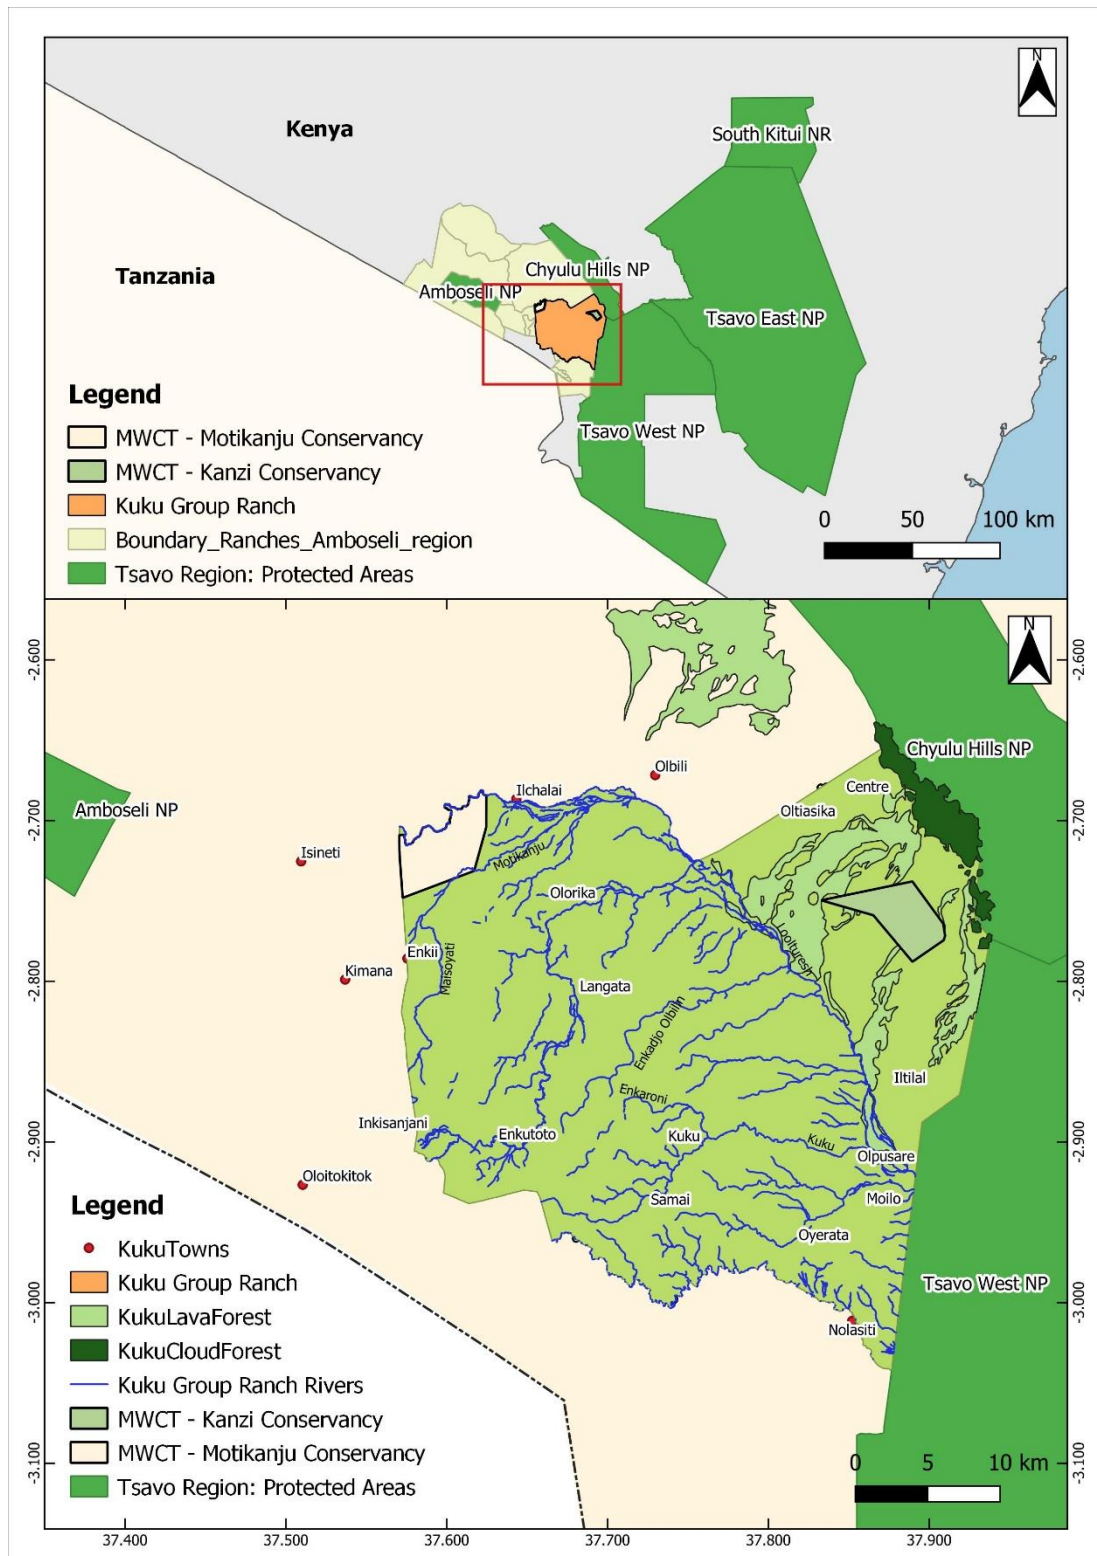 N
Kenya
South Kitui NR
Tanzania
Chyulu Hills NP
Amboseli NP
Tsavo East NP
Legend
MWCT - Motikanju Conservancy
MWCT - Kanzi Conservancy
Kuku Group Ranch
Boundary_Ranches_Amboseli_region
Tsavo Region: Protected Areas
Tsavo West NP
0 50 100 km
N
-2.600
-2.600
Chyulu Hills NP
Olbili
Centre
Amboseli NP
Ilchalai
Oltiasika
-2.700
-2.700
Isineti
Motikanju
Olorika
Enkii
Maisoyati
Loolturesh
Kimana
Langata
-2.800
-2.800
Enkadjo Olbilin
Enkaroni
Iltilal
Inkisanjani
Enkutoto
Kuku
Kuku
-2.900
-2.900
Olpusare
Oloitokitok
Samai
Moilo
Oyerata
Tsavo West NP
-3.000
-3.000
Nolasiti
Legend
KukuTowns
Kuku Group Ranch
KukuLavaForest
KukuCloudForest
Kuku Group Ranch Rivers
MWCT - Kanzi Conservancy
MWCT - Motikanju Conservancy
Tsavo Region: Protected Areas
-3.100
-3.100
0 5 10 km
37.400 37.500 37.600 37.700 37.800 37.900